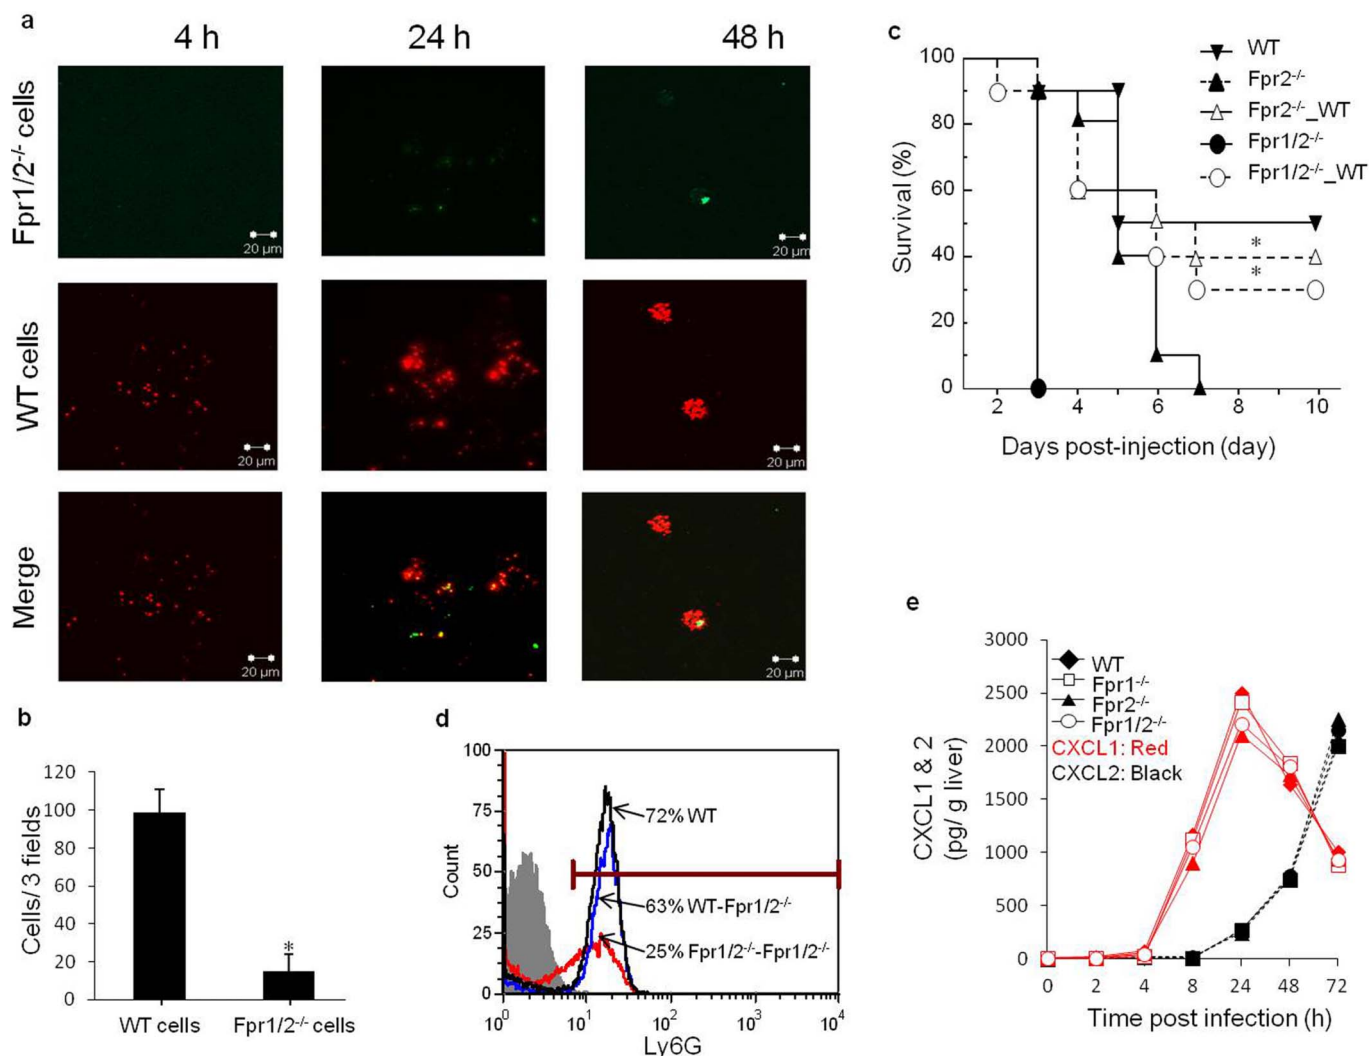 a
4 h
24 h
48 h
Fpr1/2-/- cells
20 µm
20 µm
20 µm
WT cells
20 µm
20 µm
20 µm
Merge
20 µm
20 µm
20 µm
b
Cells/ 3 fields
120
100
80
60
40
20
0
*
WT cells
Fpr1/2-/- cells
c
WT
Fpr2-/-
Fpr2-/-_WT
Fpr1/2-/-
Fpr1/2-/-_WT
Survival (%)
100
80
60
40
20
0
*
*
2
4
6
8
10
Days post-injection (day)
d
Count
100
75
50
25
0
72% WT
63% WT-Fpr1/2-/-
25% Fpr1/2-/--Fpr1/2-/-
10^0
10^1
10^2
10^3
10^4
Ly6G
e
CXCL1 & 2
(pg/ g liver)
3000
2500
2000
1500
1000
500
0
WT
Fpr1-/-
Fpr2-/-
Fpr1/2-/-
CXCL1: Red
CXCL2: Black
0
2
4
8
24
48
72
Time post infection (h)